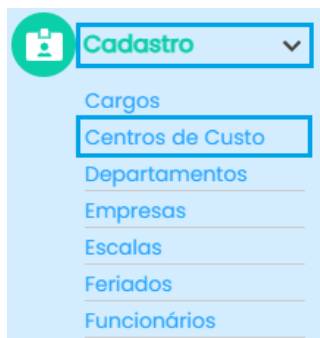 Cadastro
Cargos
Centros de Custo
Departamentos
Empresas
Escalas
Feriados
Funcionários